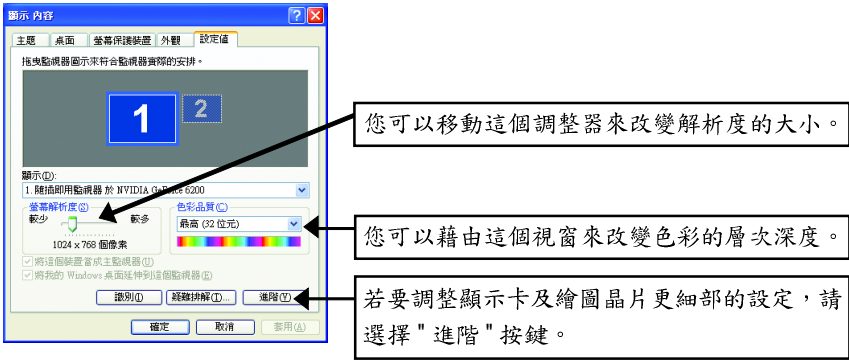 顯示 內容
主題 桌面 螢幕保護裝置 外觀 設定值
拖曳監視器圖示來符合監視器實際的安排。
1 2
您可以移動這個調整器來改變解析度的大小。
顯示(D):
1. 隨插即用監視器 於 NVIDIA GeForce 6200
螢幕解析度(S) 色彩品質(C)
較少 較多 最高 (32 位元)
1024 x 768 個像素
您可以藉由這個視窗來改變色彩的層次深度。
將這個裝置當成主監視器(U)
將我的 Windows 桌面延伸到這個監視器(E)
識別(I) 疑難排解(T)... 進階(V)
若要調整顯示卡及繪圖晶片更細部的設定，請
選擇 " 進階 " 按鍵。
確定 取消 套用(A)